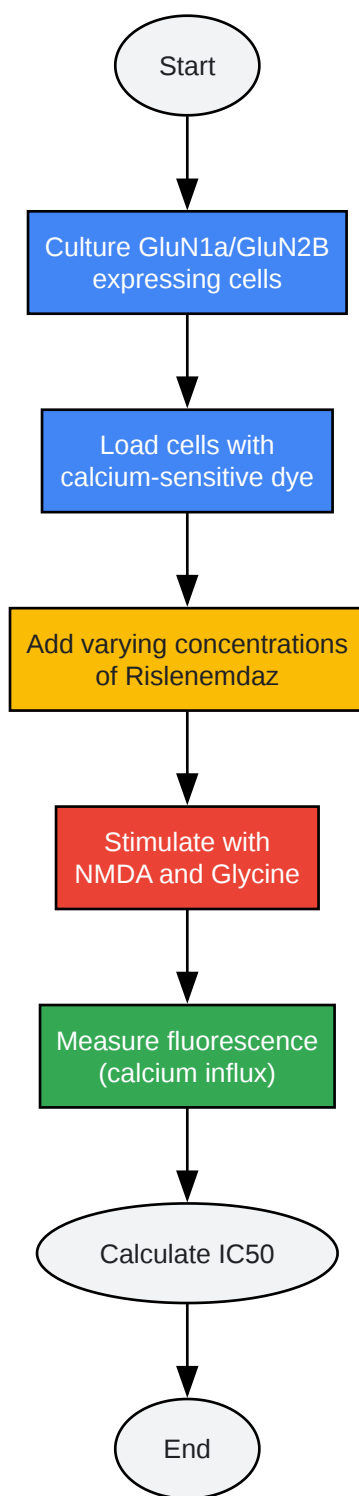 Start
Culture GluN1a/GluN2B
expressing cells
Load cells with
calcium-sensitive dye
Add varying concentrations
of Rislenemdaz
Stimulate with
NMDA and Glycine
Measure fluorescence
(calcium influx)
Calculate IC50
End